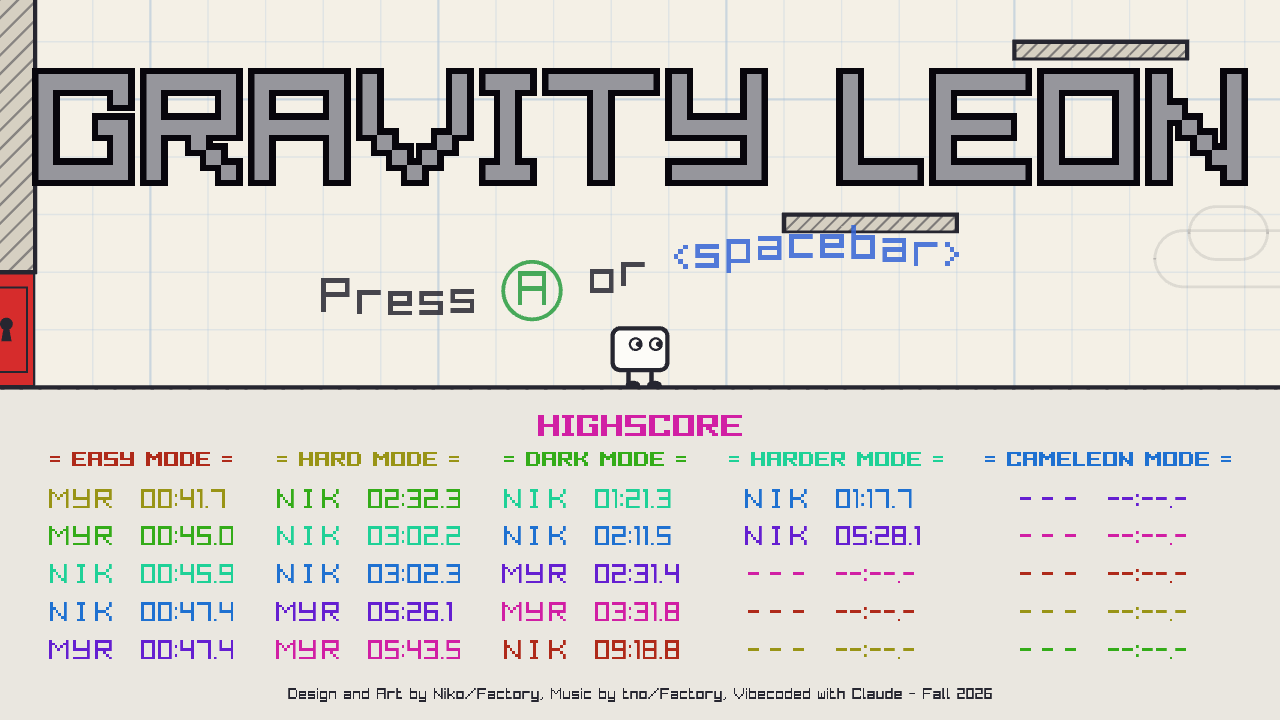 GRAVITY LEON
Press A or <spacebar>
HIGHSCORE
= EASY MODE = = HARD MODE = = DARK MODE = = HARDER MODE = = CAMELEON MODE =
MYR 00:41.7 NIK 02:32.3 NIK 01:21.3 NIK 01:17.7 - - - --:--.-
MYR 00:45.0 NIK 03:02.2 NIK 02:11.5 NIK 05:28.1 - - - --:--.-
NIK 00:45.9 NIK 03:02.3 MYR 02:31.4 - - - --:--.- - - - --:--.-
NIK 00:47.4 MYR 05:26.1 MYR 03:31.8 - - - --:--.- - - - --:--.-
MYR 00:47.4 MYR 05:43.5 NIK 09:18.8 - - - --:--.- - - - --:--.-
Design and Art by Niko/Factory, Music by tno/Factory, Vibecoded with Claude - Fall 2026